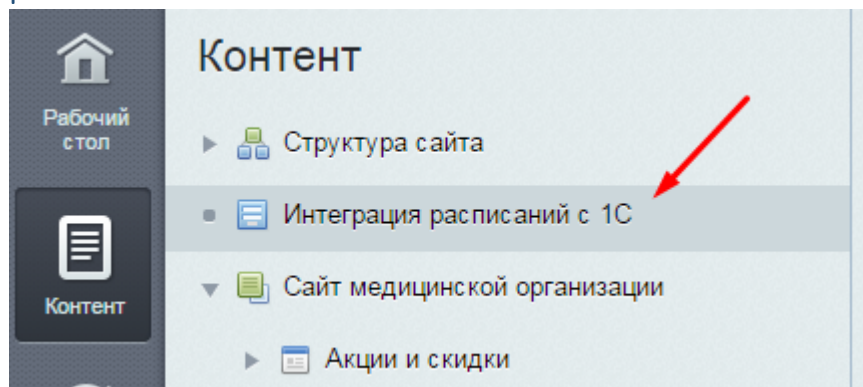 Контент
Рабочий
стол
Структура сайта
Интеграция расписаний с 1С
Контент
Сайт медицинской организации
Акции и скидки